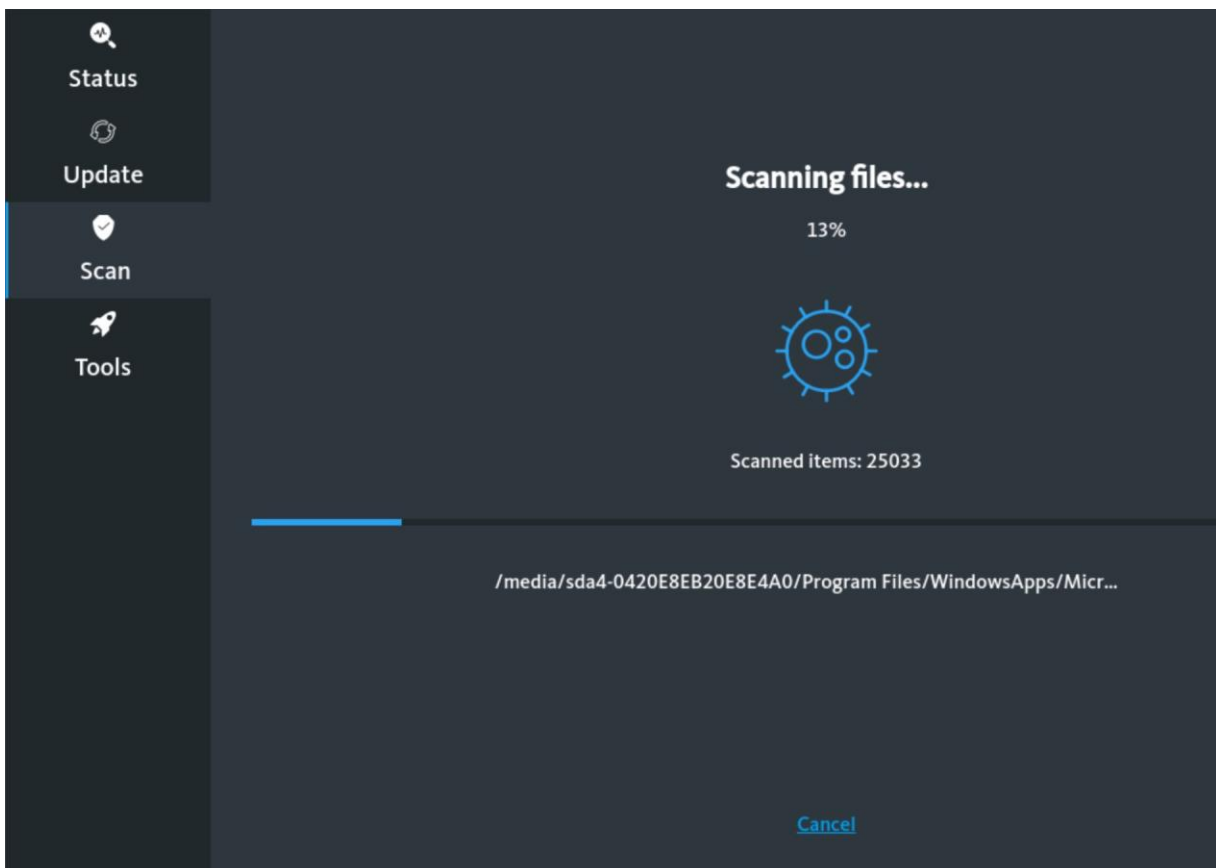 Status
Update
Scan
Tools
Scanning files...
13%
Scanned items: 25033
/media/sda4-0420E8EB20E8E4A0/Program Files/WindowsApps/Micr...
Cancel